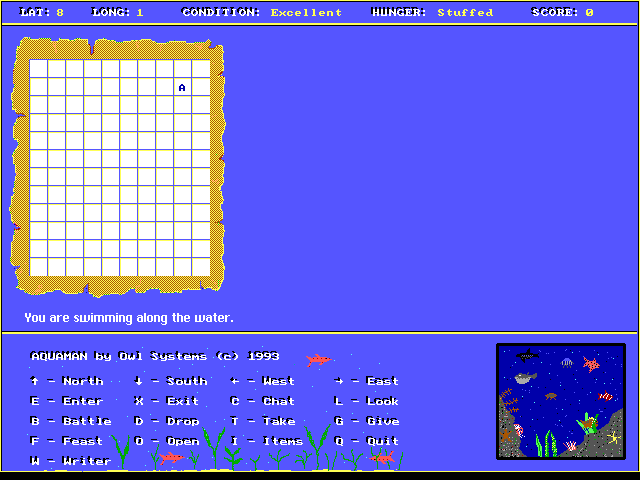 LAT: 8 LONG: 1 CONDITION: Excellent HUNGER: Stuffed SCORE: 0
A
You are swimming along the water.
AQUAMAN by Owl Systems (c) 1993
↑ - North ↓ - South ← - West → - East
E - Enter X - Exit C - Chat L - Look
B - Battle D - Drop T - Take G - Give
F - Feast O - Open I - Items Q - Quit
W - Writer